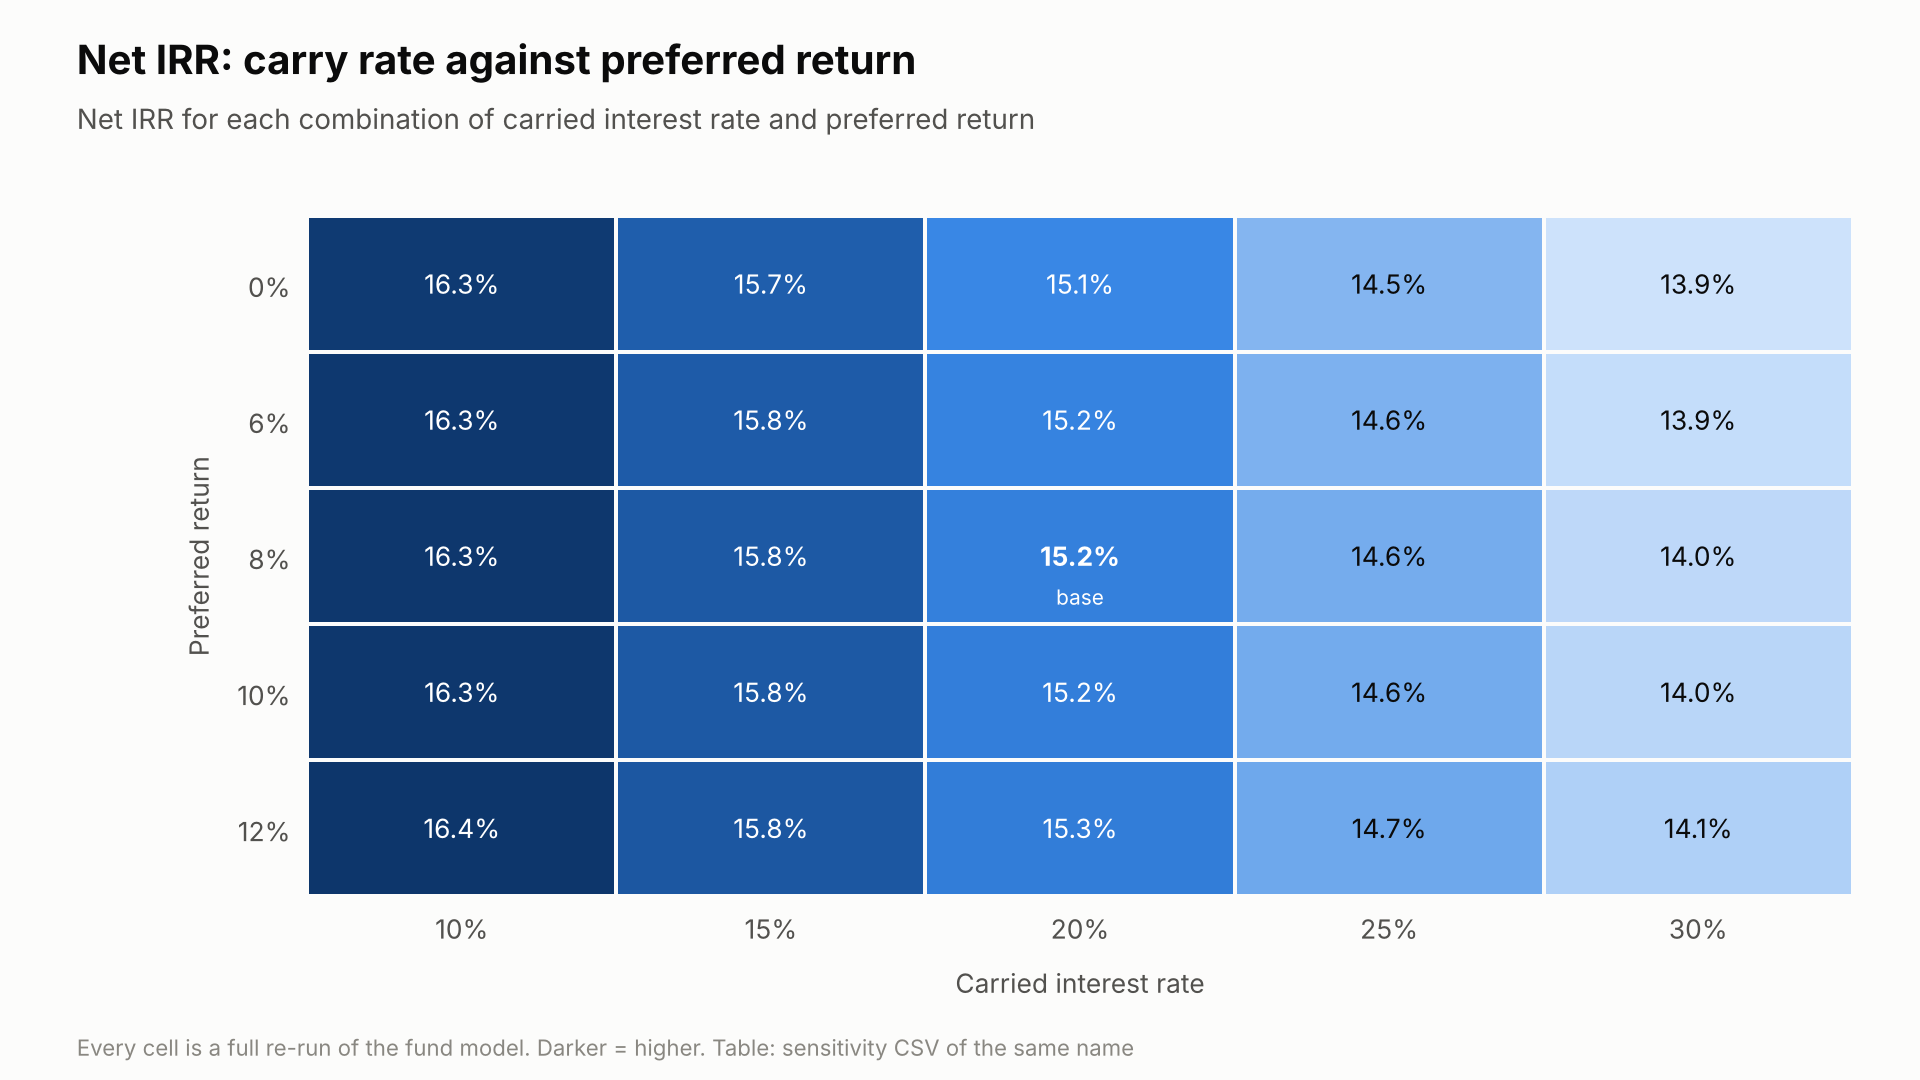 Net IRR: carry rate against preferred return
Net IRR for each combination of carried interest rate and preferred return
Preferred return
0% 16.3% 15.7% 15.1% 14.5% 13.9%
6% 16.3% 15.8% 15.2% 14.6% 13.9%
8% 16.3% 15.8% 15.2% 14.6% 14.0%
base
10% 16.3% 15.8% 15.2% 14.6% 14.0%
12% 16.4% 15.8% 15.3% 14.7% 14.1%
10% 15% 20% 25% 30%
Carried interest rate
Every cell is a full re-run of the fund model. Darker = higher. Table: sensitivity CSV of the same name